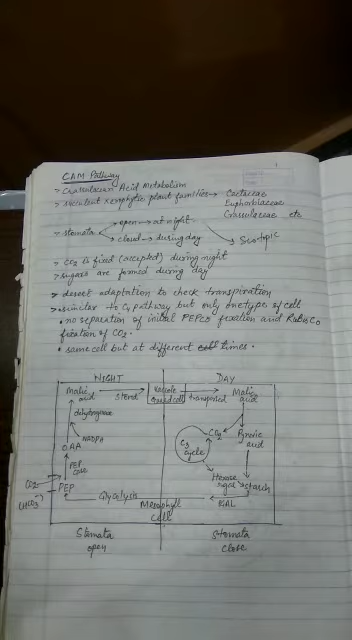 CAM Pathway
> Crassulacean Acid Metabolism
> succulent xerophytic plant families → Cactaceae
Euphorbiaceae
Crassulaceae etc
> stomata
open → at night
closed → during day
Scotopic
> CO2 is fixed (accepted) during night
> sugars are formed during day
> desert adaptation to check transpiration
> similar to C4 pathway but only one type of cell
• no separation of initial PEPCO fixation and RuBisCO
fixation of CO2.
• same cell but at different times.
NIGHT
DAY
Malic acid → stored
→ transported
Malic acid
dehydrogenase
NADPH
OAA
PEP
case
CO2
(HCO3-)
PEP
Glycolysis
Mesophyll
cell
C3
cycle
CO2
Pyruvic
acid
Hexose
Starch
PGAL
Stomata
open
Stomata
close